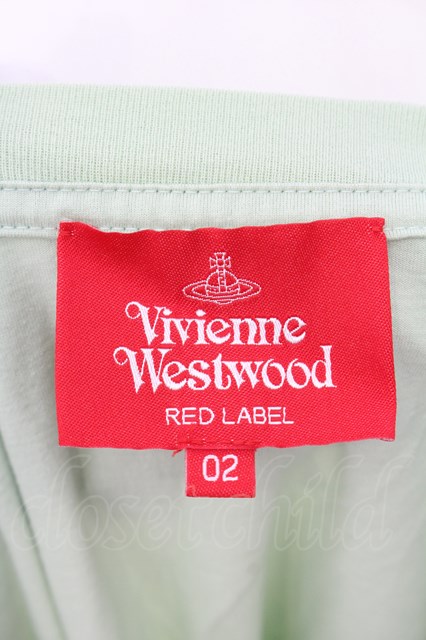 Vivienne
Westwood
RED LABEL
02
closet child